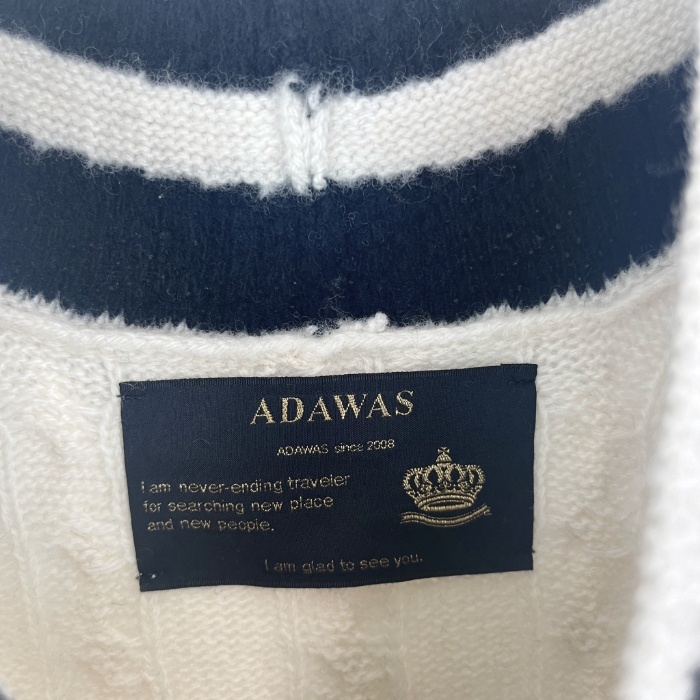 ADAWAS
ADAWAS since 2008
I am never-ending traveler
for searching new place
and new people.
I am glad to see you.